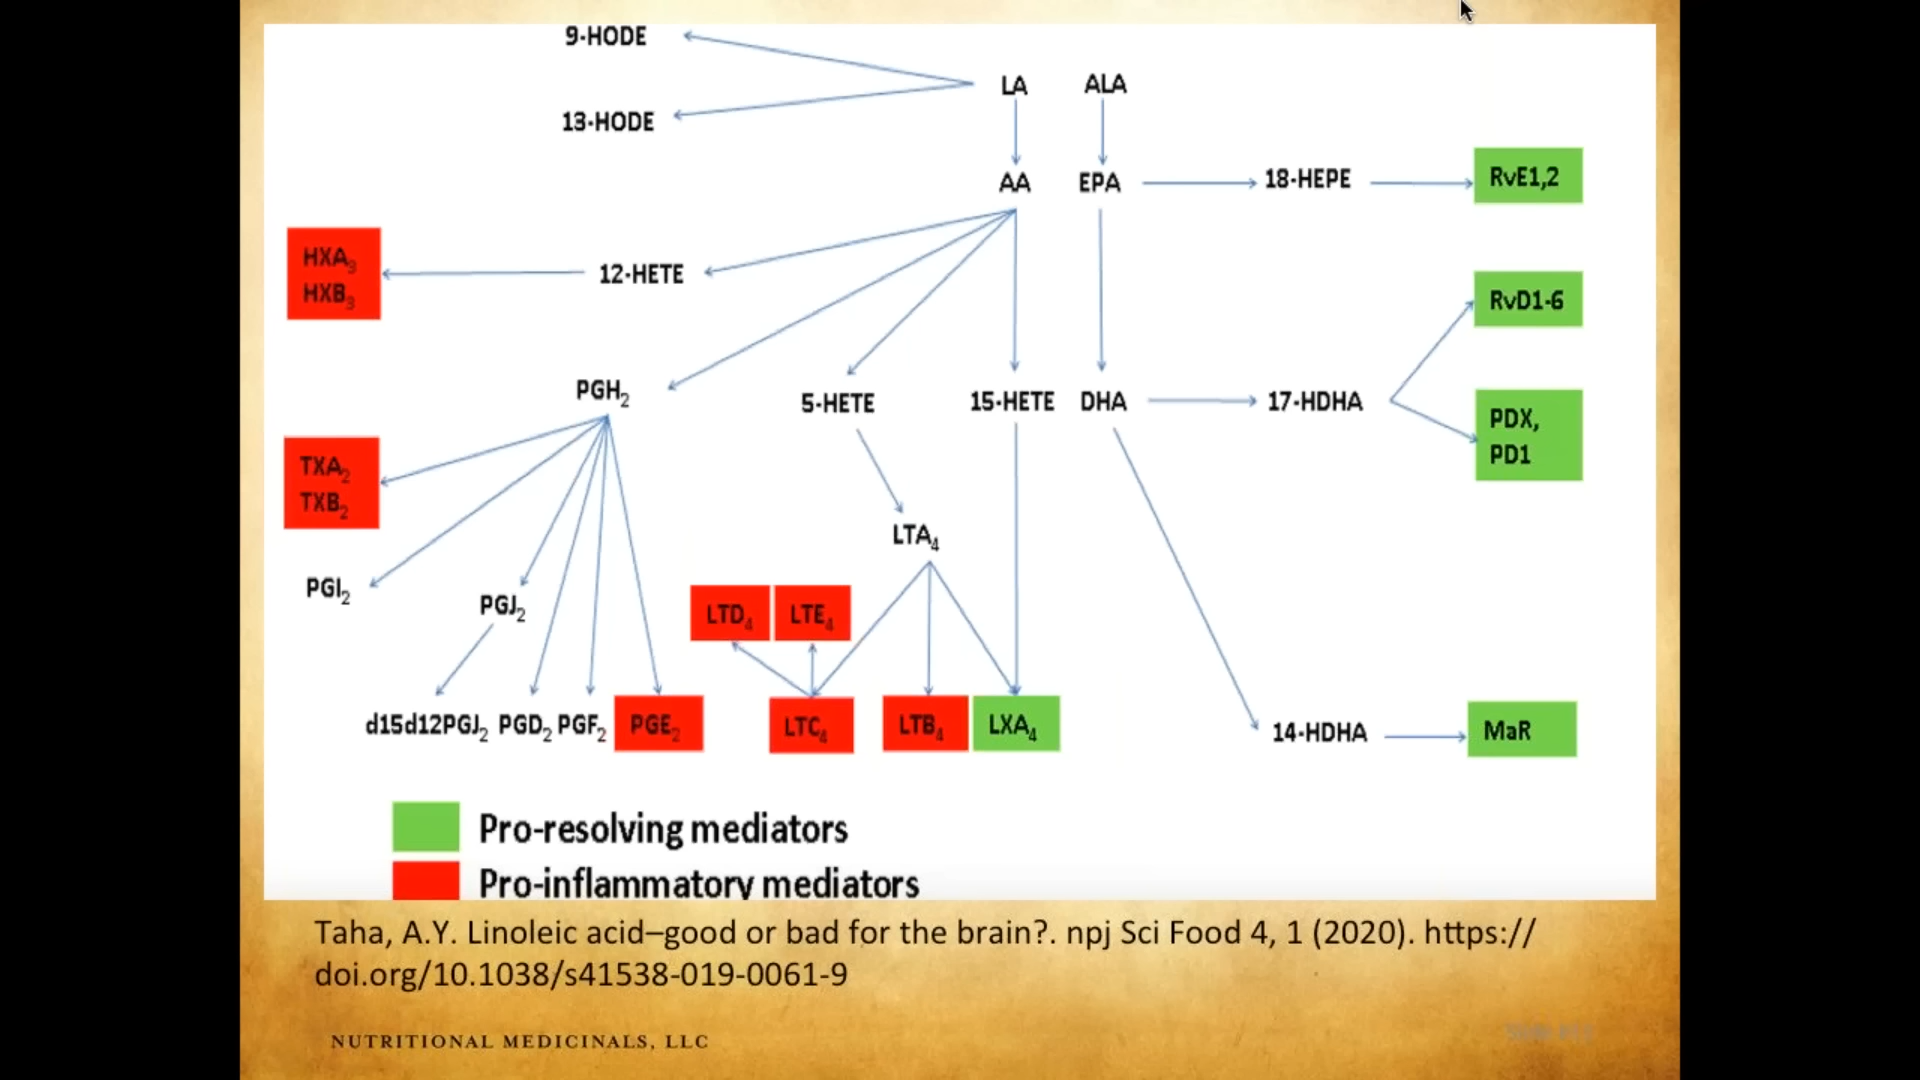 9-HODE
LA
ALA
13-HODE
AA
EPA
18-HEPE
RvE1,2
HXA3
HXB3
12-HETE
RvD1-6
PGH2
5-HETE
15-HETE
DHA
17-HDHA
PDX,
PD1
TXA2
TXB2
LTA4
PGI2
PGJ2
LTD4
LTE4
d15d12PGJ2
PGD2
PGF2
PGE2
LTC4
LTB4
LXA4
14-HDHA
MaR
Pro-resolving mediators
Pro-inflammatory mediators
Taha, A.Y. Linoleic acid–good or bad for the brain?. npj Sci Food 4, 1 (2020). https://
doi.org/10.1038/s41538-019-0061-9
NUTRITIONAL MEDICINALS, LLC